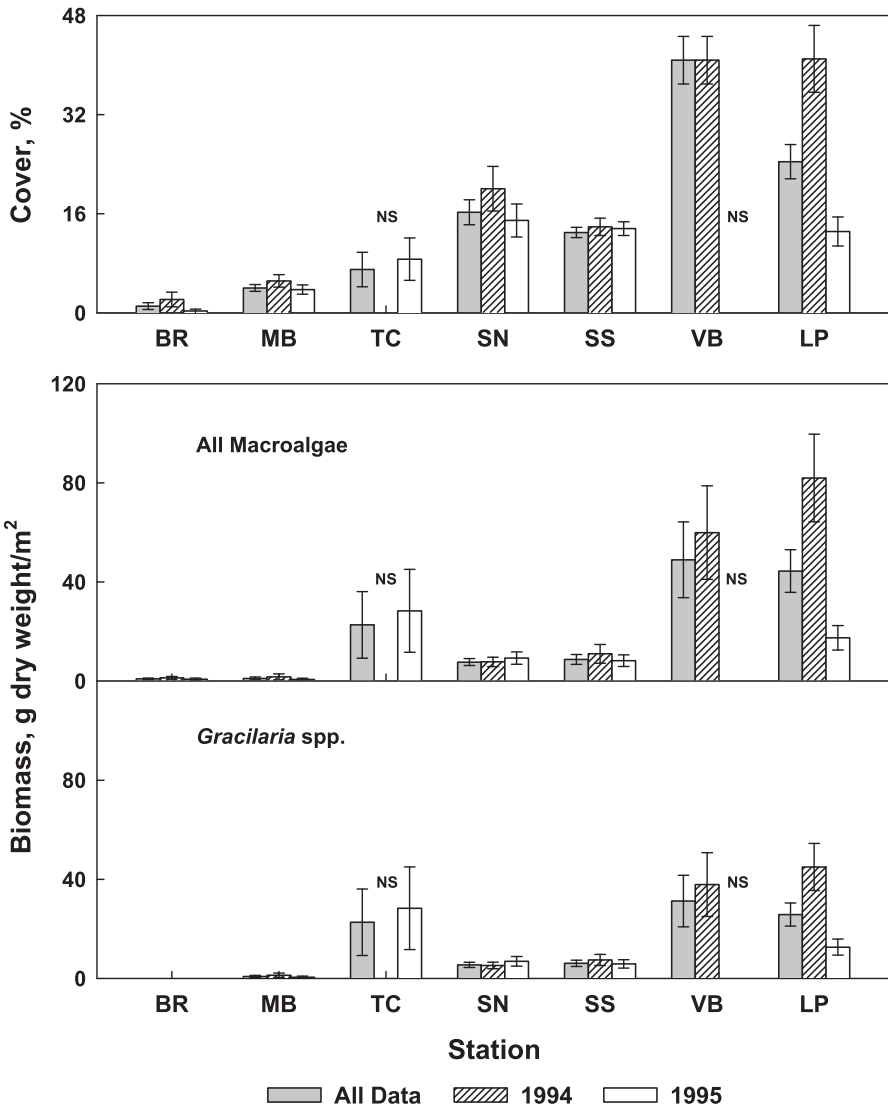 48
32
16
0
Cover, %
NS
NS
BR MB TC SN SS VB LP
120
80
40
0
All Macroalgae
NS
NS
Biomass, g dry weight/m²
Gracilaria spp.
80
40
0
NS
NS
BR MB TC SN SS VB LP
Station
All Data 1994 1995